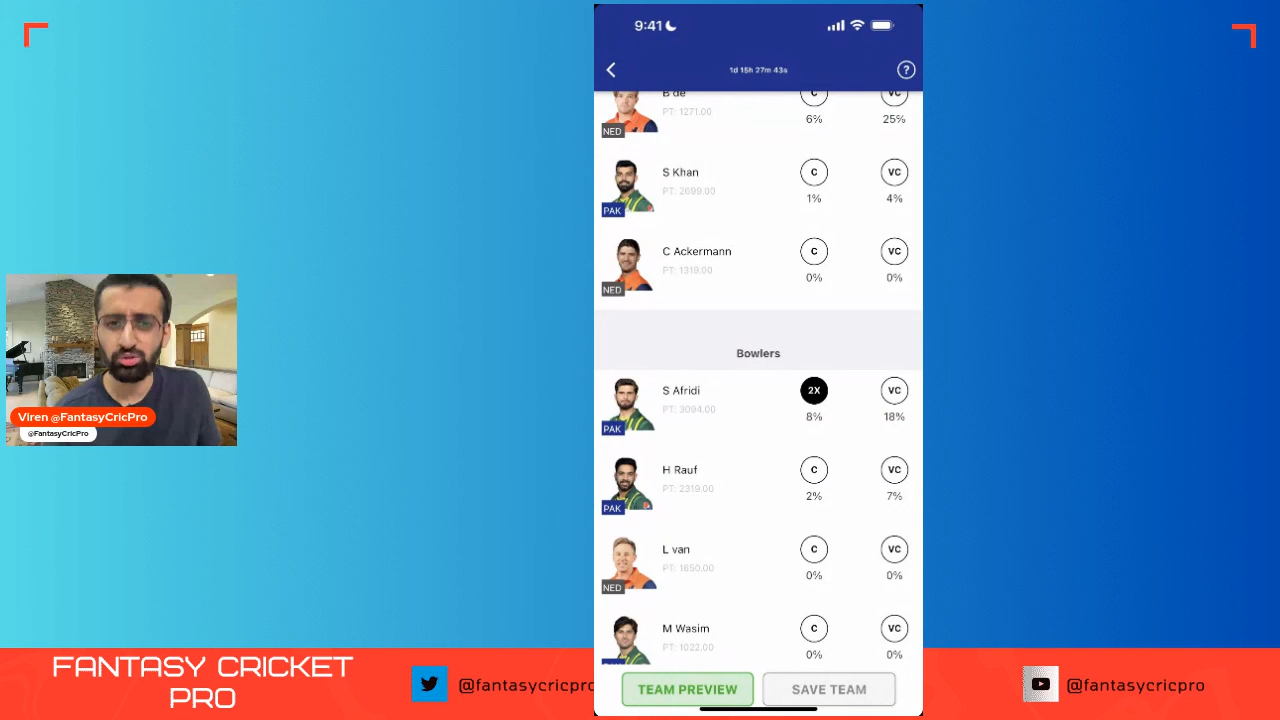 9:41
1d 15h 27m 43s
?
B de C VC
PT: 1271.00
NED 6% 25%
S Khan C VC
PT: 2699.00
PAK 1% 4%
C Ackermann C VC
PT: 1319.00
NED 0% 0%
Bowlers
S Afridi 2X VC
PT: 3094.00
PAK 8% 18%
H Rauf C VC
PT: 2319.00
PAK 2% 7%
L van C VC
PT: 1650.00
NED 0% 0%
M Wasim C VC
PT: 1022.00
0% 0%
TEAM PREVIEW SAVE TEAM
Viren @FantasyCricPro
@FantasyCricPro
FANTASY CRICKET
PRO
@fantasycricpro
@fantasycricpro